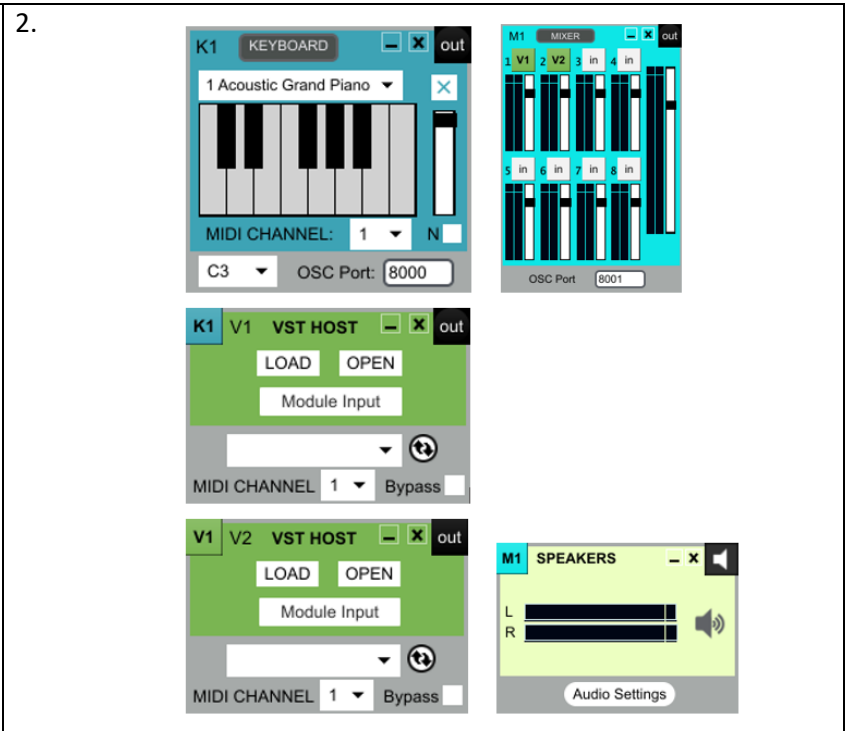 2.
K1 KEYBOARD out
1 Acoustic Grand Piano
MIDI CHANNEL: 1 N
C3 OSC Port: 8000
M1 MIXER out
1 V1 2 V2 3 in 4 in
5 in 6 in 7 in 8 in
OSC Port 8001
K1 V1 VST HOST out
LOAD OPEN
Module Input
MIDI CHANNEL 1 Bypass
V1 V2 VST HOST out
LOAD OPEN
Module Input
MIDI CHANNEL 1 Bypass
M1 SPEAKERS
L
R
Audio Settings